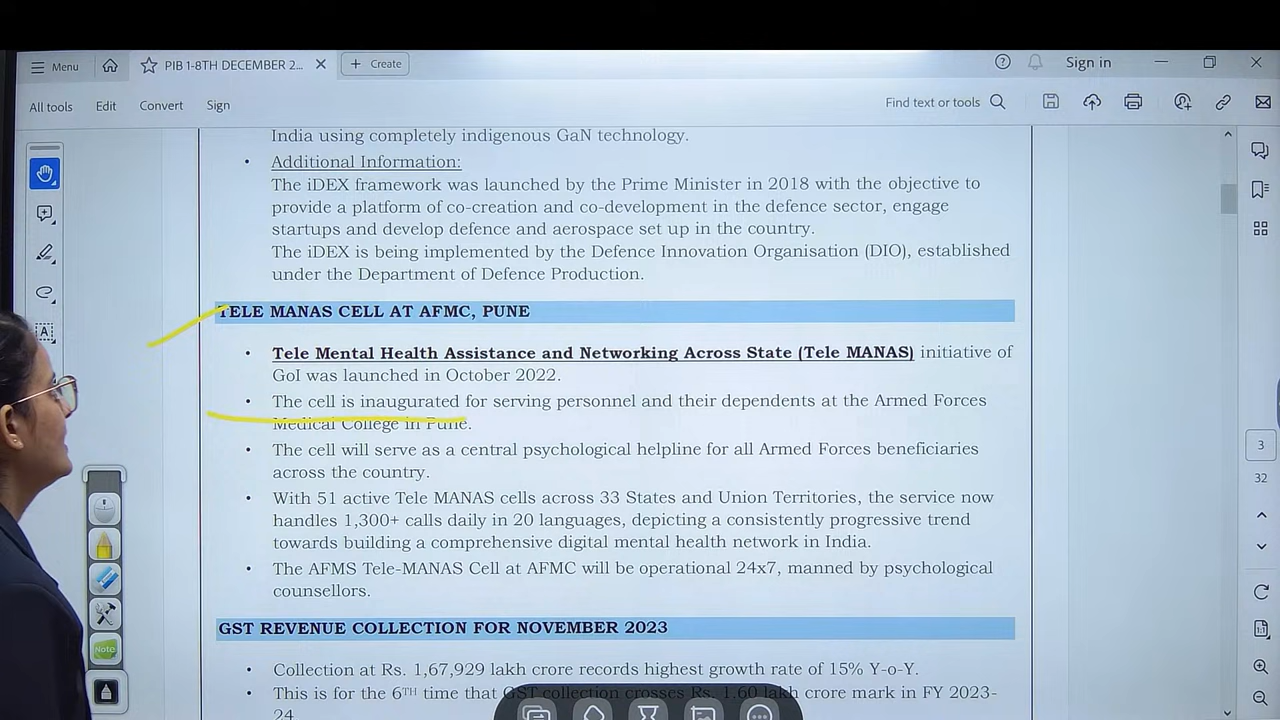 Menu
PIB 1-8TH DECEMBER 2...
Create
Sign in
All tools
Edit
Convert
Sign
Find text or tools
India using completely indigenous GaN technology.
• Additional Information:
The iDEX framework was launched by the Prime Minister in 2018 with the objective to
provide a platform of co-creation and co-development in the defence sector, engage
startups and develop defence and aerospace set up in the country.
The iDEX is being implemented by the Defence Innovation Organisation (DIO), established
under the Department of Defence Production.
TELE MANAS CELL AT AFMC, PUNE
• Tele Mental Health Assistance and Networking Across State (Tele MANAS) initiative of
GoI was launched in October 2022.
• The cell is inaugurated for serving personnel and their dependents at the Armed Forces
Medical College in Pune.
• The cell will serve as a central psychological helpline for all Armed Forces beneficiaries
across the country.
• With 51 active Tele MANAS cells across 33 States and Union Territories, the service now
handles 1,300+ calls daily in 20 languages, depicting a consistently progressive trend
towards building a comprehensive digital mental health network in India.
• The AFMS Tele-MANAS Cell at AFMC will be operational 24x7, manned by psychological
counsellors.
GST REVENUE COLLECTION FOR NOVEMBER 2023
• Collection at Rs. 1,67,929 lakh crore records highest growth rate of 15% Y-o-Y.
• This is for the 6TH time that GST collection crosses Rs. 1.60 lakh crore mark in FY 2023-
24
3
32
Note